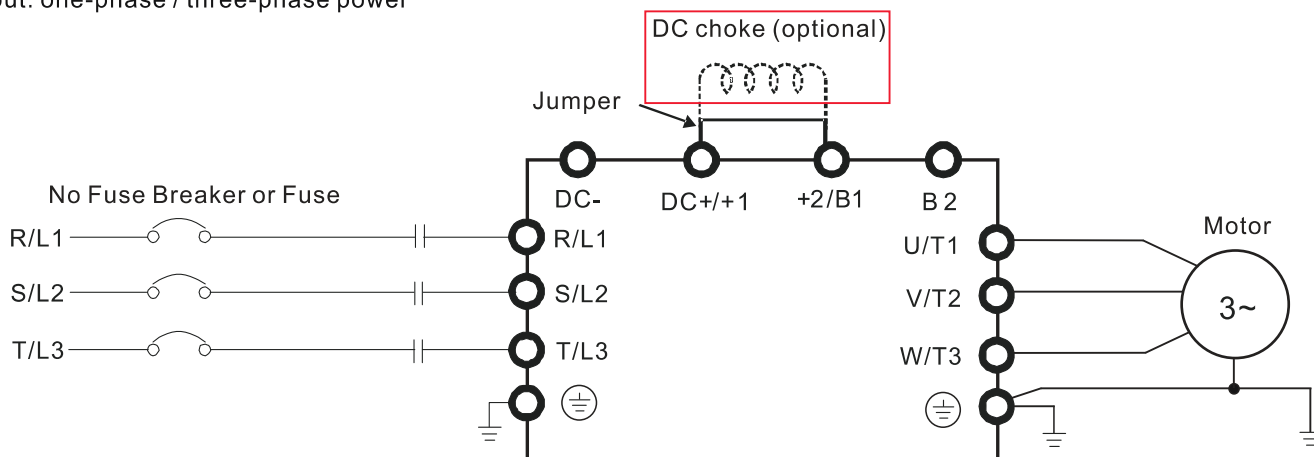 out: one-phase / three-phase power
DC choke (optional)
Jumper
No Fuse Breaker or Fuse
DC-
DC+/+1
+2/B1
B2
Motor
R/L1
R/L1
U/T1
S/L2
S/L2
V/T2
3~
T/L3
T/L3
W/T3